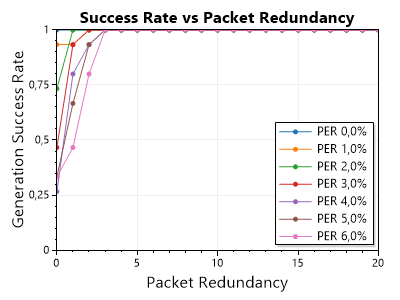 Success Rate vs Packet Redundancy
Generation Success Rate
1
0,75
0,5
0,25
0
0
5
10
15
20
Packet Redundancy
PER 0,0%
PER 1,0%
PER 2,0%
PER 3,0%
PER 4,0%
PER 5,0%
PER 6,0%